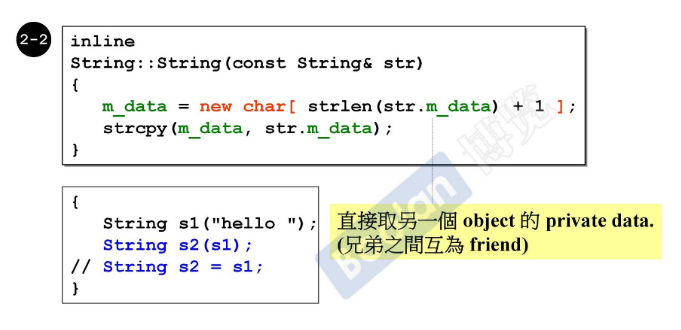 2-2
inline
String::String(const String& str)
{
   m_data = new char[ strlen(str.m_data) + 1 ];
   strcpy(m_data, str.m_data);
}
{
   String s1("hello ");
   String s2(s1);
// String s2 = s1;
}
直接取另一個 object 的 private data.
(兄弟之間互為 friend)
Boolan 博览